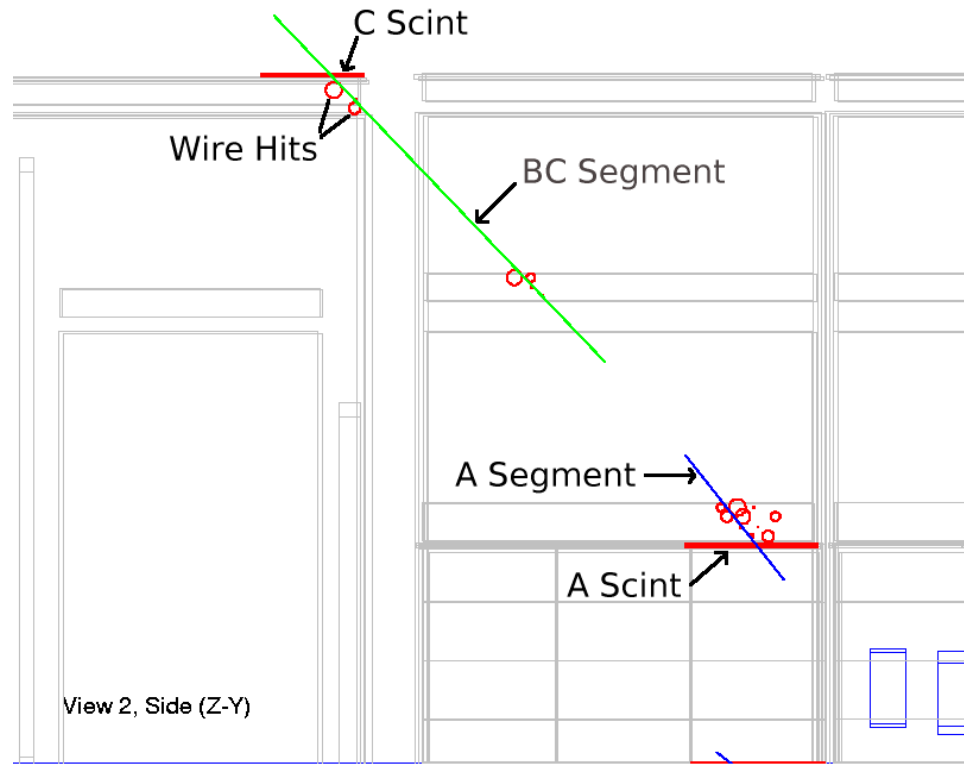 C Scint
Wire Hits
BC Segment
A Segment
A Scint
View 2, Side (Z-Y)